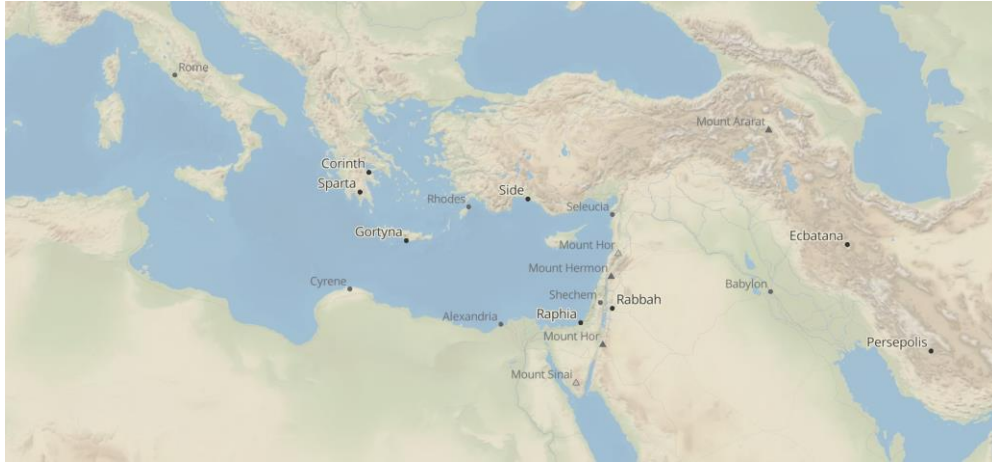 Rome
Mount Ararat
Corinth
Sparta
Side
Rhodes
Seleucia
Gortyna
Ecbatana
Mount Hor
Mount Hermon
Cyrene
Babylon
Shechem
Rabbah
Alexandria
Raphia
Mount Hor
Persepolis
Mount Sinai